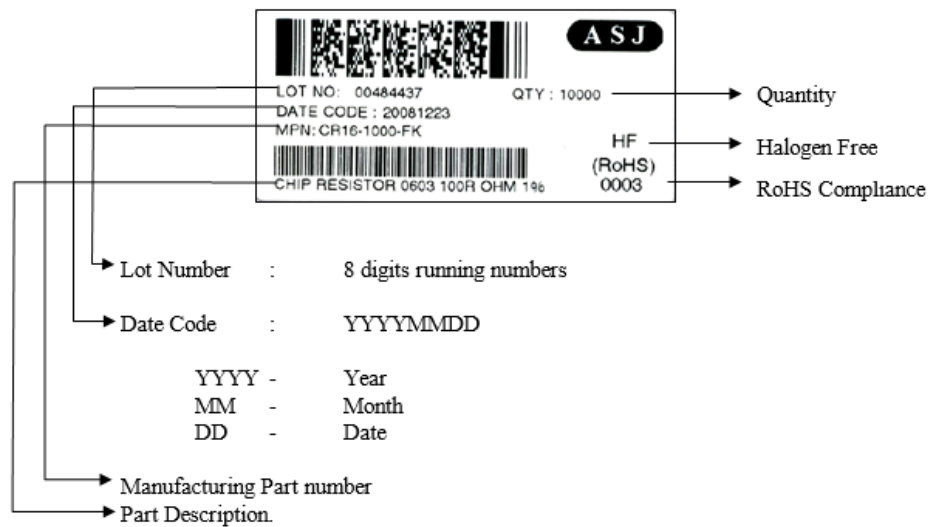 ASJ
LOT NO: 00484437 QTY : 10000 Quantity
DATE CODE : 20081223
MPN: CR16-1000-FK
HF Halogen Free
(RoHS)
CHIP RESISTOR 0603 100R OHM 1% 0003 RoHS Compliance
Lot Number : 8 digits running numbers
Date Code : YYYYMMDD
YYYY - Year
MM - Month
DD - Date
Manufacturing Part number
Part Description.